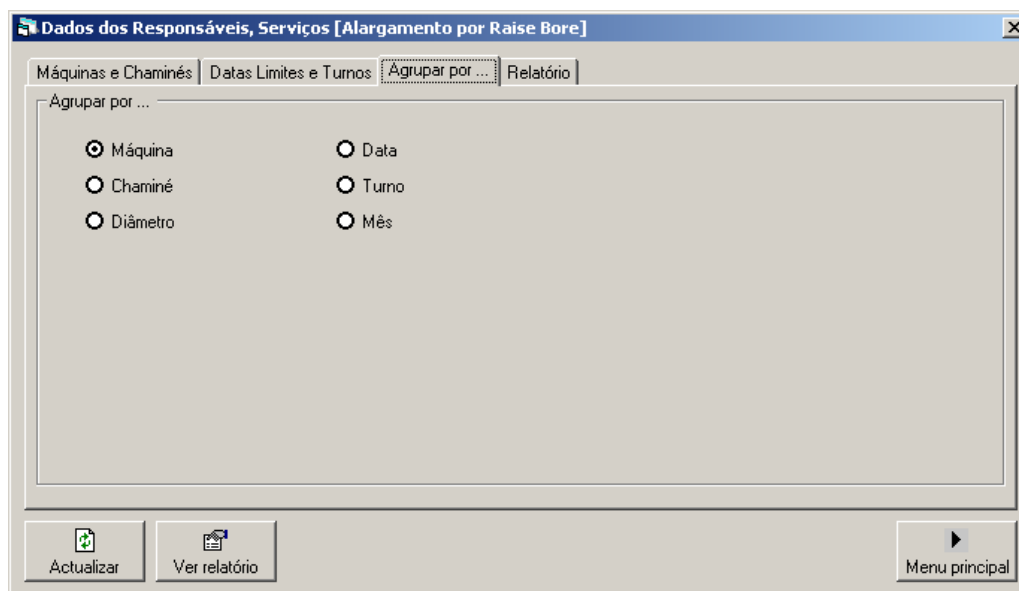 Dados dos Responsáveis, Serviços [Alargamento por Raise Bore]
Máquinas e Chaminés Datas Limites e Turnos Agrupar por ... Relatório
Agrupar por ...
Máquina Data
Chaminé Turno
Diâmetro Mês
Actualizar Ver relatório Menu principal